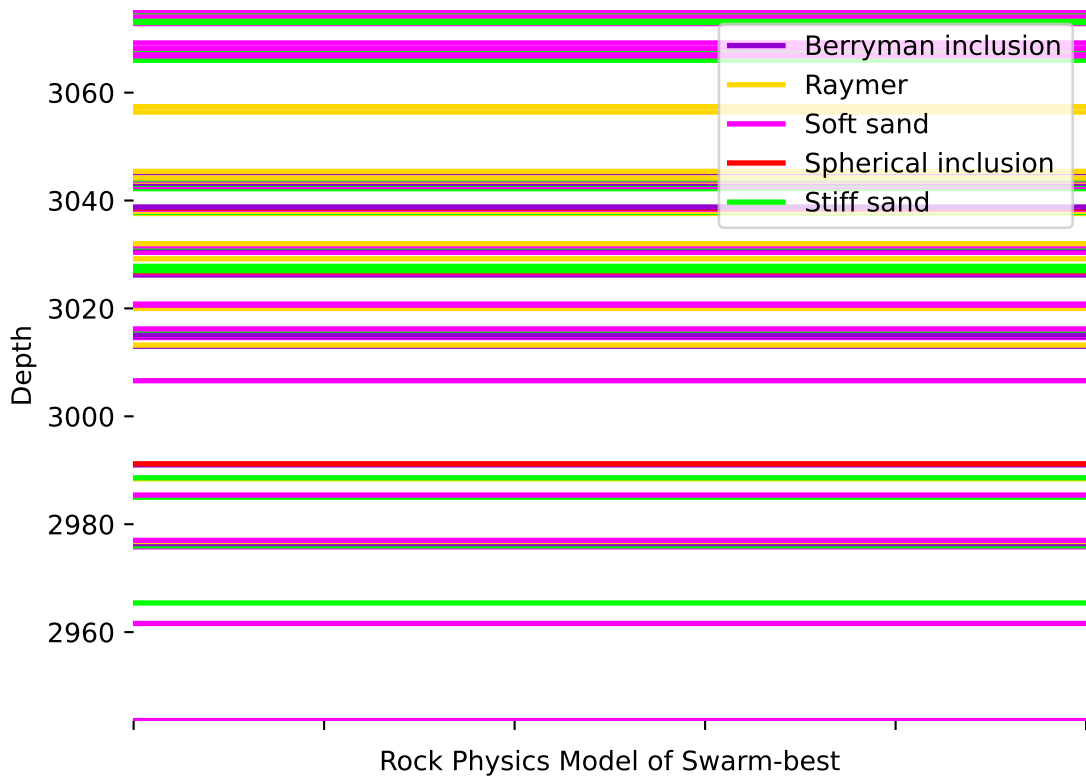 Berryman inclusion
Raymer
Soft sand
Spherical inclusion
Stiff sand
3060
3040
3020
3000
2980
2960
Depth
Rock Physics Model of Swarm-best